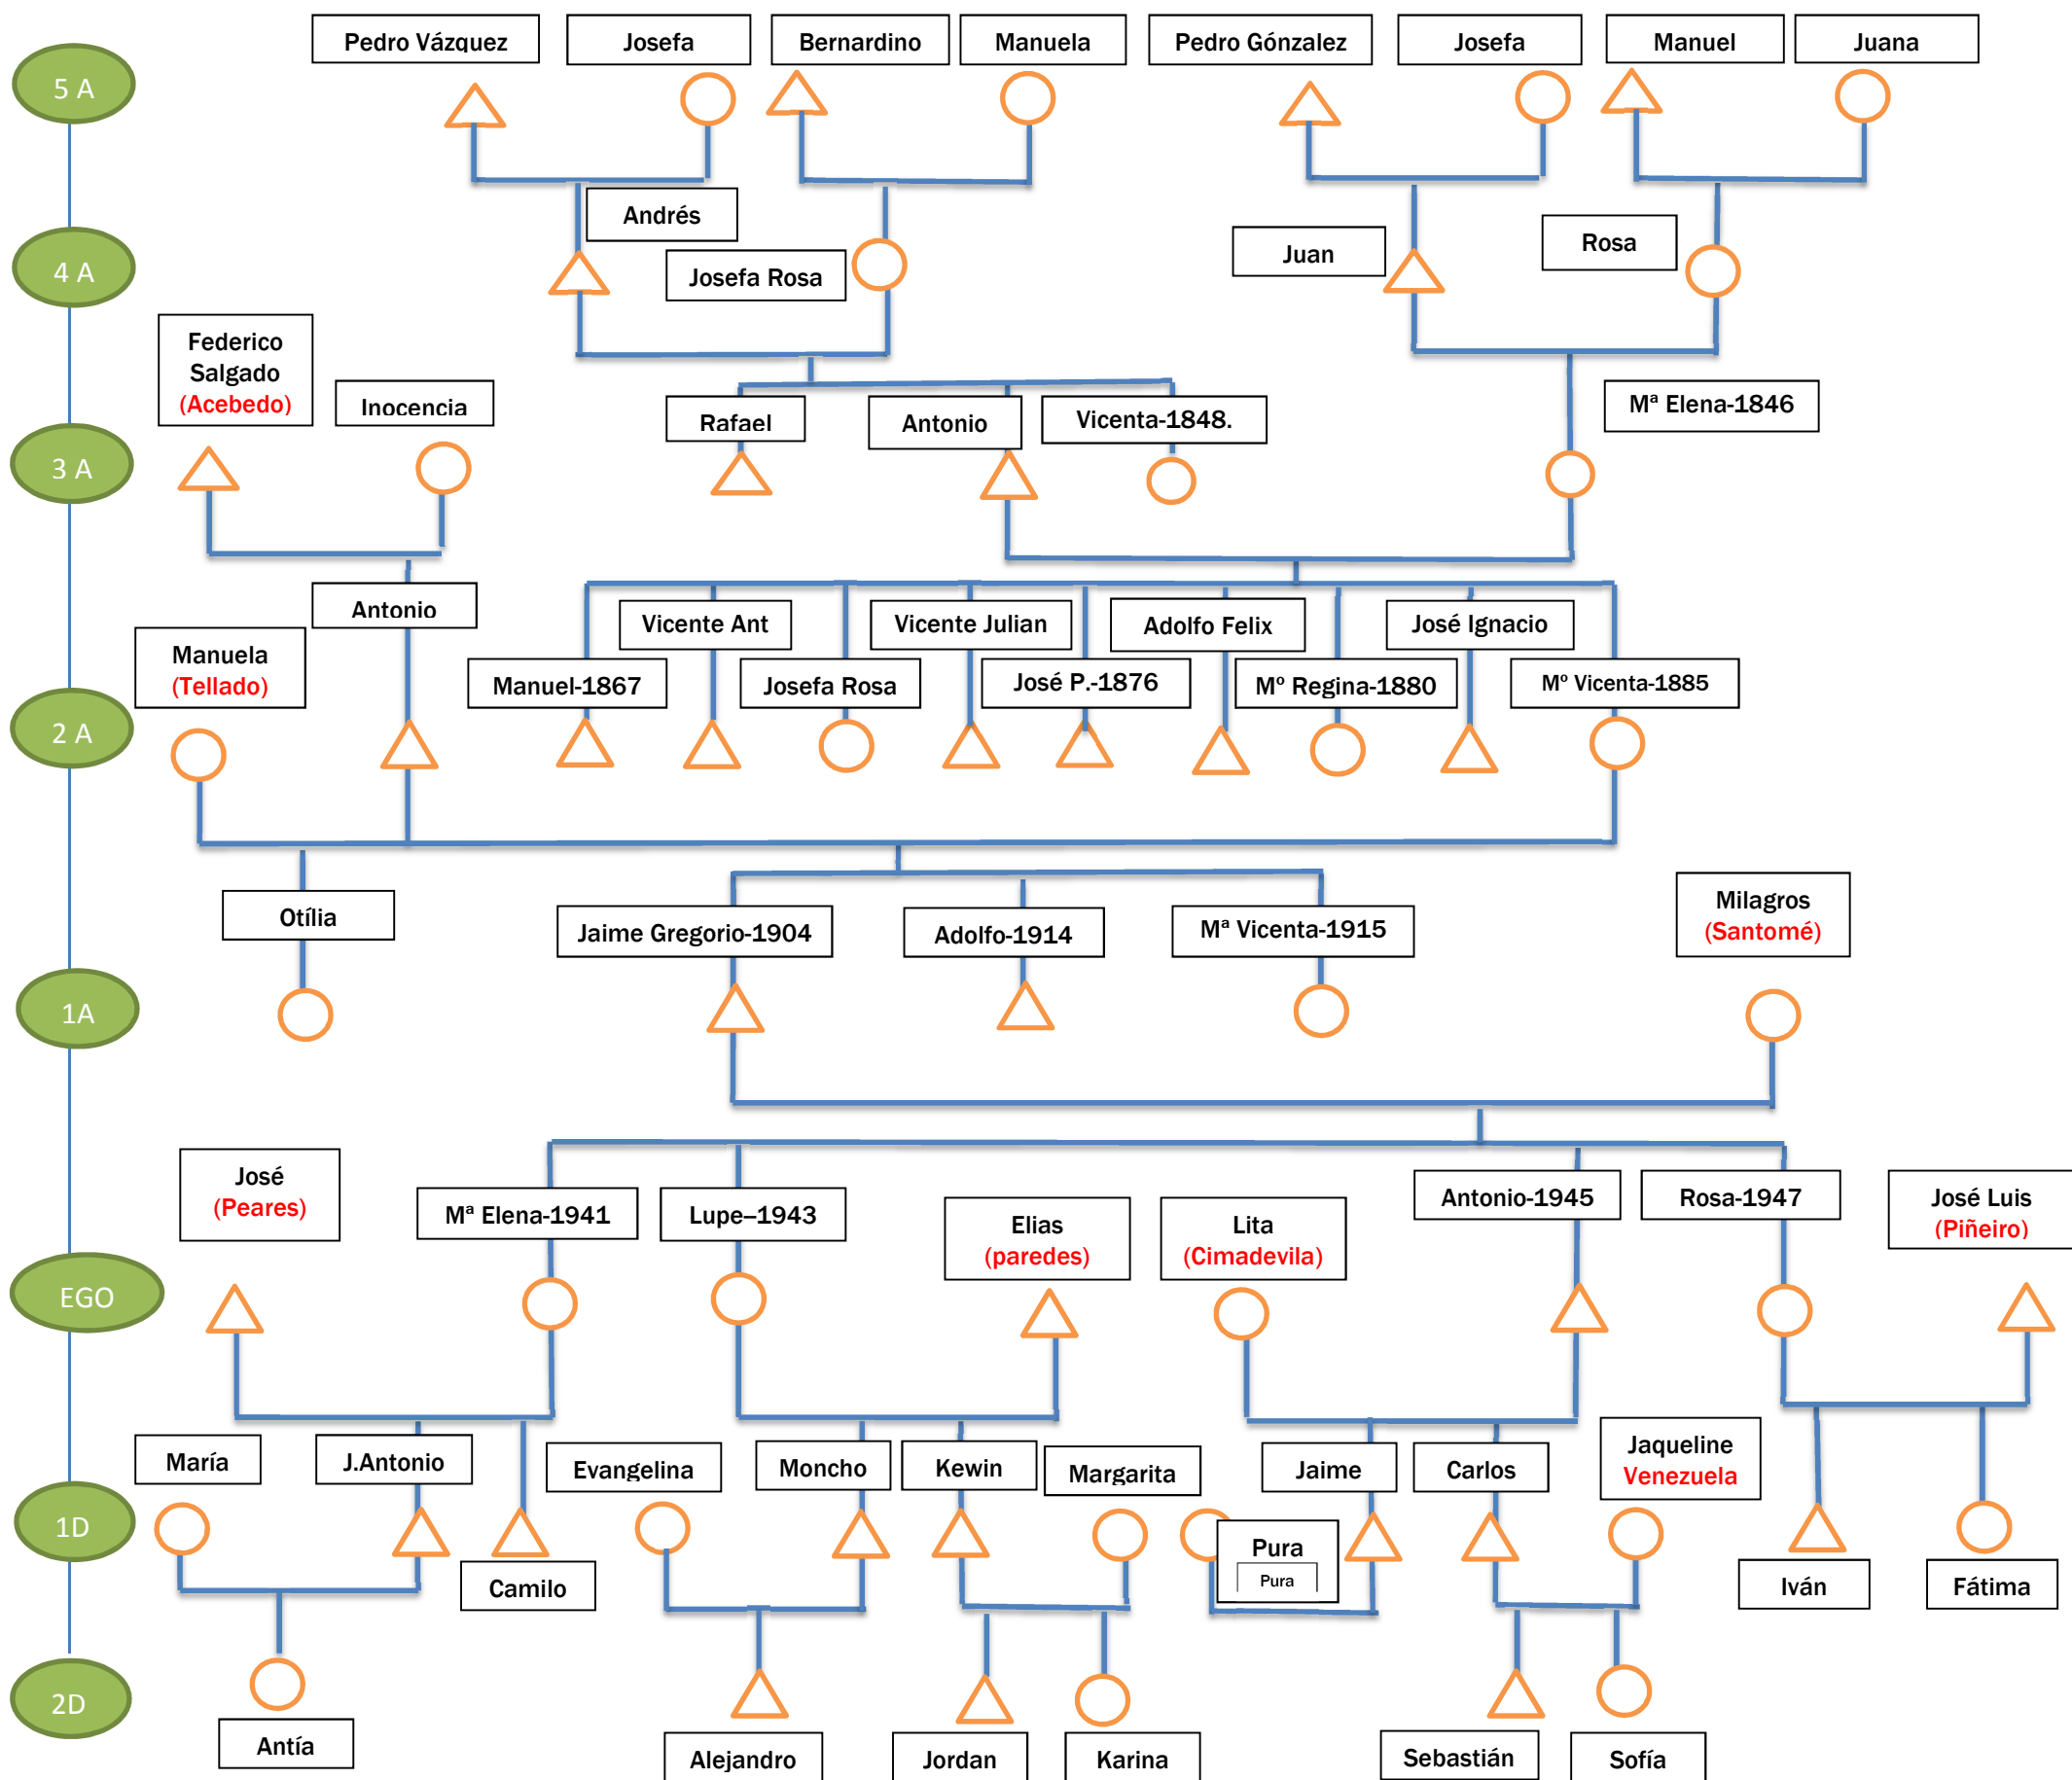 Pedro Vázquez
Josefa
Bernardino
Manuela
Pedro Gónzalez
Josefa
Manuel
Juana
5 A
Andrés
Josefa Rosa
Juan
Rosa
4 A
Federico
Salgado
(Acebedo)
Inocencia
Rafael
Antonio
Vicenta-1848.
Mª Elena-1846
3 A
Antonio
Manuela
(Tellado)
Manuel-1867
Vicente Ant
Josefa Rosa
Vicente Julian
José P.-1876
Adolfo Felix
Mº Regina-1880
José Ignacio
Mº Vicenta-1885
2 A
Otília
Jaime Gregorio-1904
Adolfo-1914
Mª Vicenta-1915
Milagros
(Santomé)
1A
José
(Peares)
Mª Elena-1941
Lupe–1943
Elias
(paredes)
Lita
(Cimadevila)
Antonio-1945
Rosa-1947
José Luis
(Piñeiro)
EGO
María
J.Antonio
Camilo
Evangelina
Moncho
Kewin
Margarita
Pura
Pura
Jaime
Carlos
Jaqueline
Venezuela
Iván
Fátima
1D
2D
Antía
Alejandro
Jordan
Karina
Sebastián
Sofía